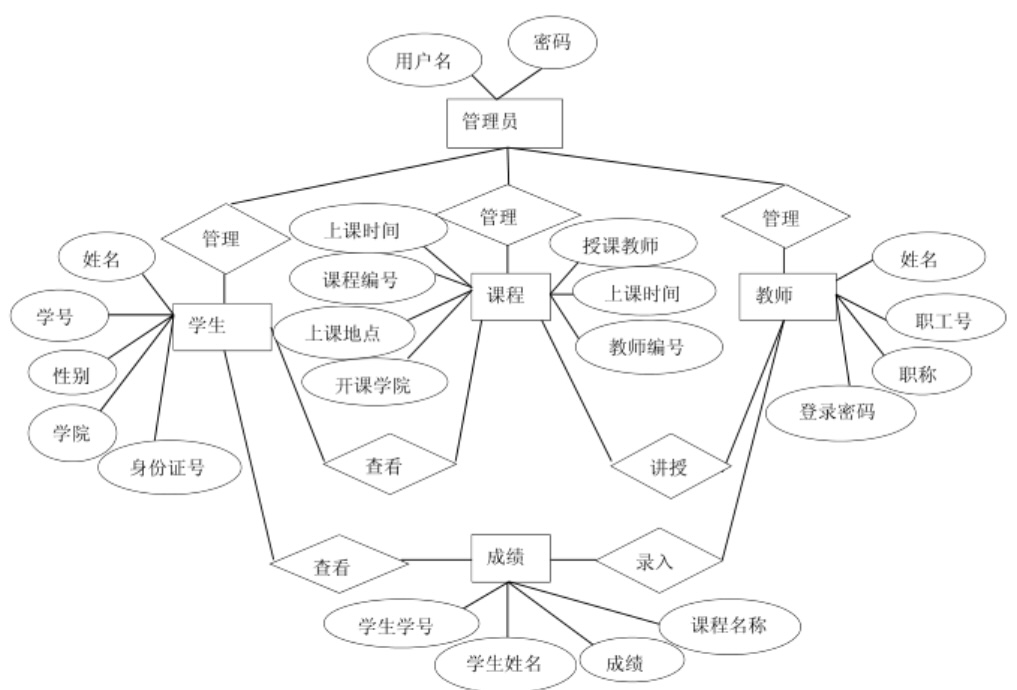 用户名
密码
管理员
管理
管理
管理
上课时间
授课教师
姓名
姓名
课程编号
课程
上课时间
教师
学号
学生
上课地点
职工号
教师编号
性别
开课学院
职称
登录密码
学院
身份证号
查看
讲授
查看
成绩
录入
学生学号
课程名称
学生姓名
成绩